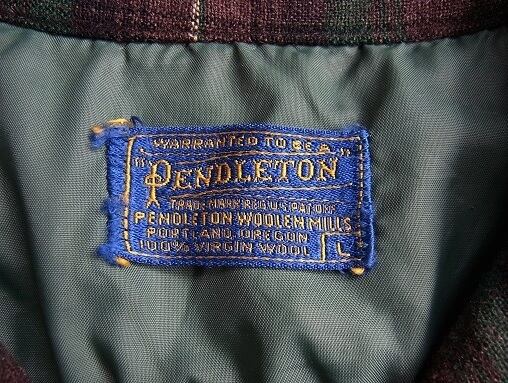 WARRANTED TO BE A
"PENDLETON"
TRADE MARK REG. U.S. PAT. OFF.
PENDLETON WOOLEN MILLS
PORTLAND, OREGON
100% VIRGIN WOOL
L